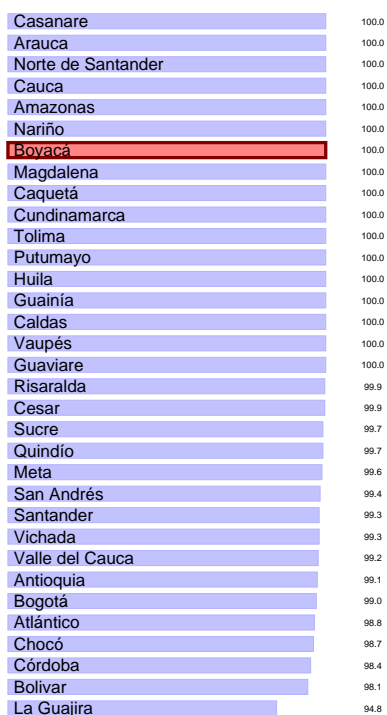 Casanare 100.0
Arauca 100.0
Norte de Santander 100.0
Cauca 100.0
Amazonas 100.0
Nariño 100.0
Boyacá 100.0
Magdalena 100.0
Caquetá 100.0
Cundinamarca 100.0
Tolima 100.0
Putumayo 100.0
Huila 100.0
Guainía 100.0
Caldas 100.0
Vaupés 100.0
Guaviare 100.0
Risaralda 99.9
Cesar 99.9
Sucre 99.7
Quindío 99.7
Meta 99.6
San Andrés 99.4
Santander 99.3
Vichada 99.3
Valle del Cauca 99.2
Antioquia 99.1
Bogotá 99.0
Atlántico 98.8
Chocó 98.7
Córdoba 98.4
Bolivar 98.1
La Guajira 94.8